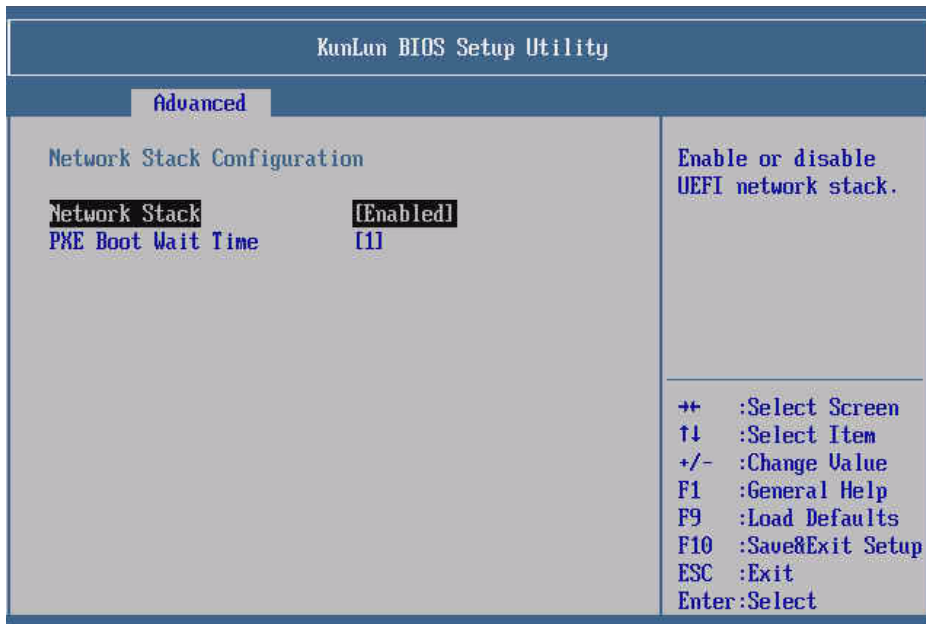 KunLun BIOS Setup Utility
Advanced
Network Stack Configuration
Network Stack [Enabled]
PXE Boot Wait Time [1]
Enable or disable
UEFI network stack.
→← :Select Screen
↑↓ :Select Item
+/- :Change Value
F1 :General Help
F9 :Load Defaults
F10 :Save&Exit Setup
ESC :Exit
Enter:Select